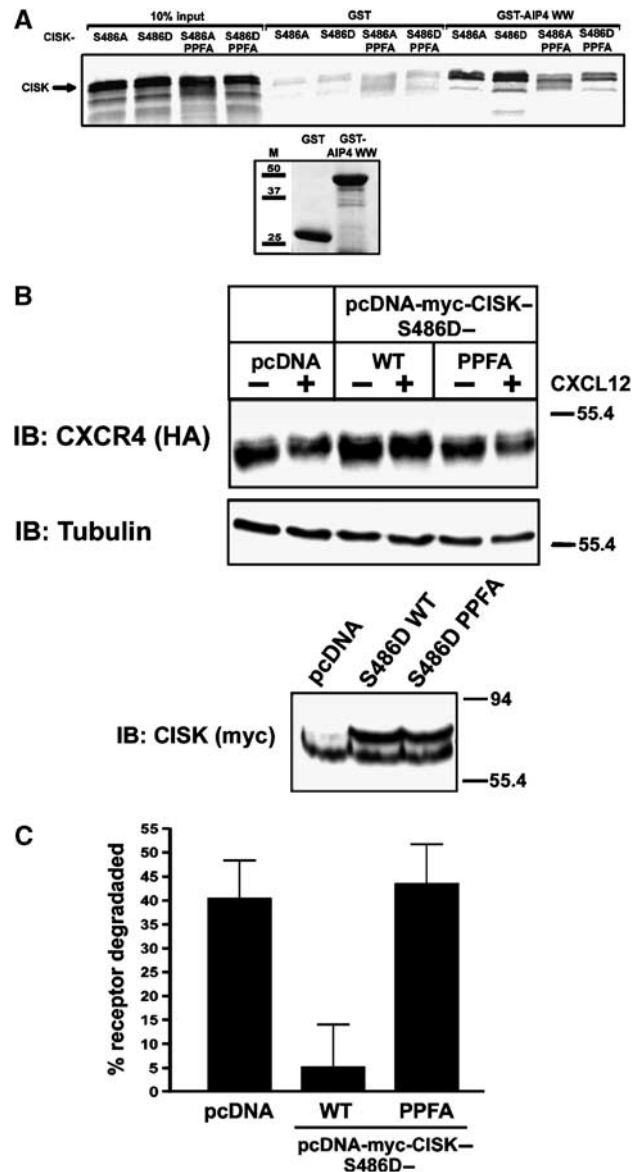 A
10% input GST GST-AIP4 WW
CISK- S486A S486D S486A PPFA S486D PPFA S486A S486D S486A PPFA S486D PPFA S486A S486D S486A PPFA S486D PPFA
CISK
M GST GST-AIP4 WW
50
37
25
B
pcDNA-myc-CISK–
S486D–
pcDNA WT PPFA
– + – + – + CXCL12
55.4
IB: CXCR4 (HA)
IB: Tubulin
55.4
pcDNA S486D WT S486D PPFA
94
IB: CISK (myc)
55.4
C
% receptor degradaded
55
50
45
40
35
30
25
20
15
10
5
0
pcDNA WT PPFA
pcDNA-myc-CISK–
S486D–